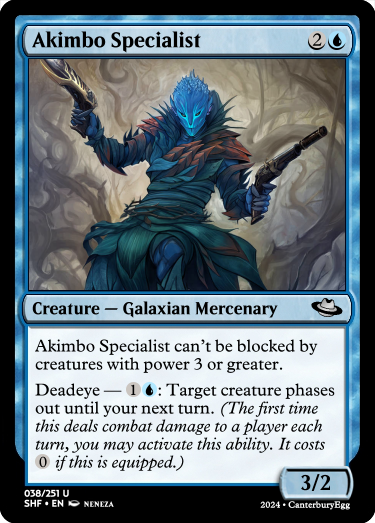 Akimbo Specialist 2
Creature — Galaxian Mercenary
Akimbo Specialist can't be blocked by
creatures with power 3 or greater.
Deadeye — 1 : Target creature phases
out until your next turn. (The first time
this deals combat damage to a player each
turn, you may activate this ability. It costs
0 if this is equipped.)
3/2
038/251 U
SHF • EN NENEZA
2024 • CanterburyEgg